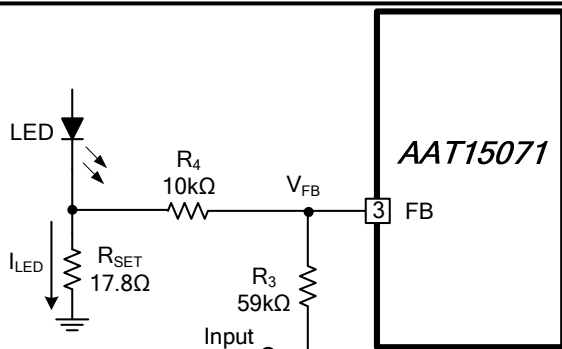 LED
R4
10kΩ
VFB
AAT15071
3
FB
ILED
RSET
17.8Ω
R3
59kΩ
Input